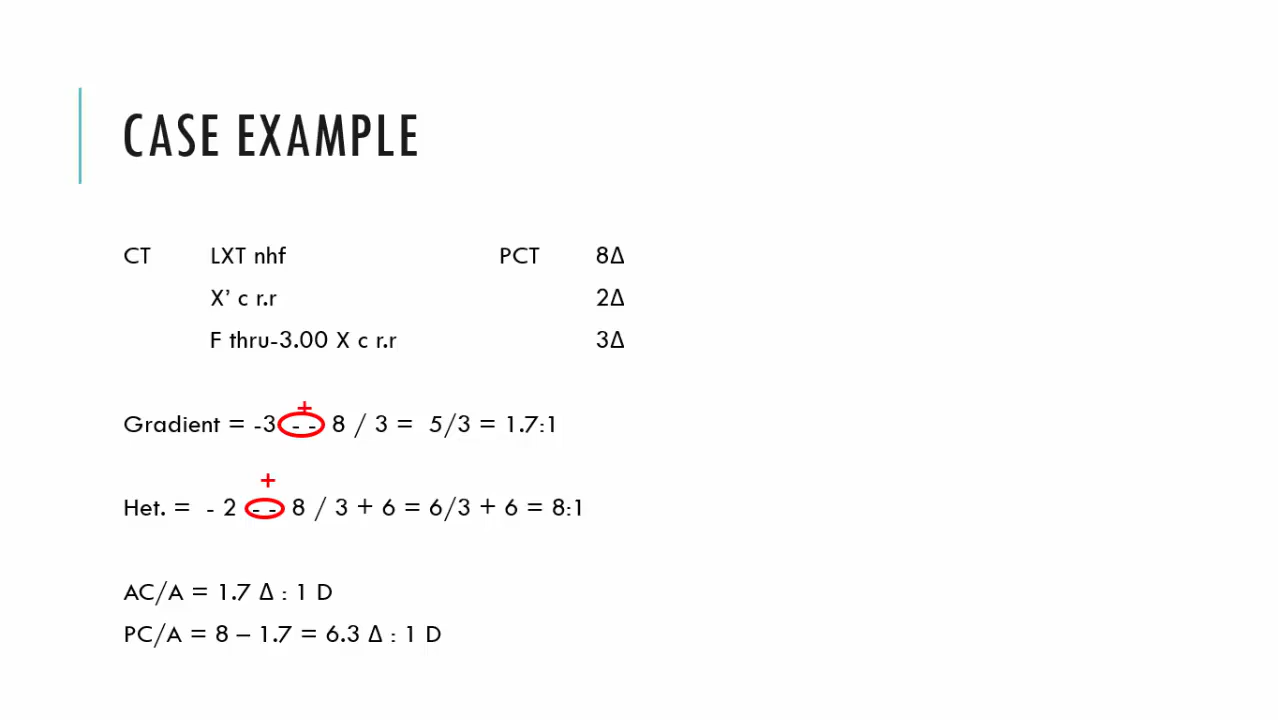 CASE EXAMPLE
CT LXT nhf PCT 8Δ
X’ c r.r 2Δ
F thru-3.00 X c r.r 3Δ
+
Gradient = -3 - - 8 / 3 = 5/3 = 1.7:1
+
Het. = - 2 - - 8 / 3 + 6 = 6/3 + 6 = 8:1
AC/A = 1.7 Δ : 1 D
PC/A = 8 – 1.7 = 6.3 Δ : 1 D